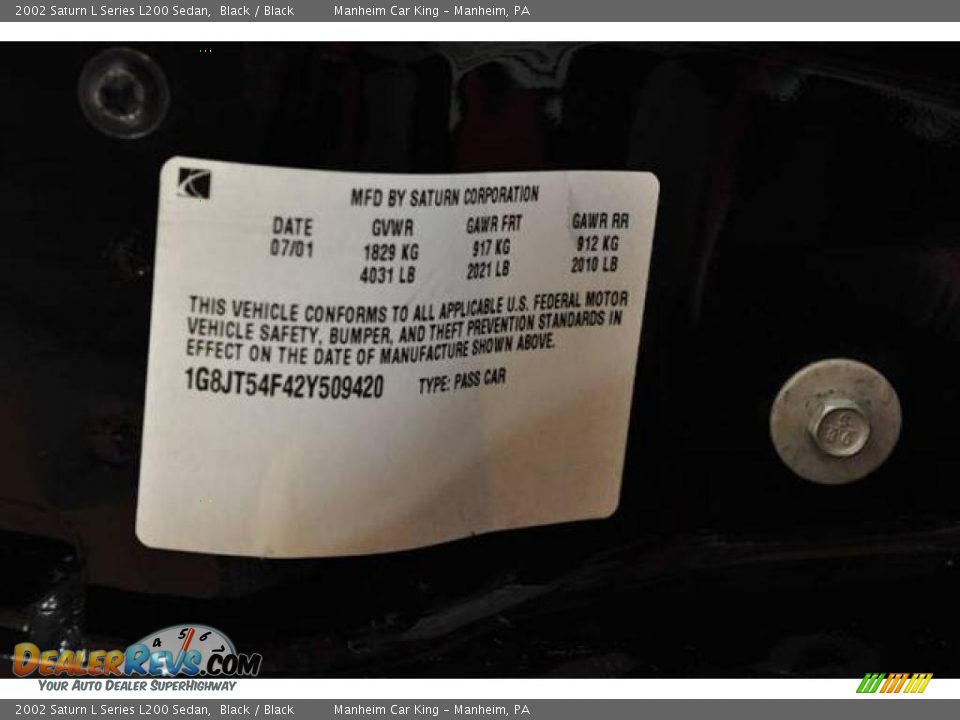 2002 Saturn L Series L200 Sedan, Black / Black Manheim Car King - Manheim, PA
MFD BY SATURN CORPORATION
DATE GVWR GAWR FRT GAWR RR
07/01 1829 KG 917 KG 912 KG
4031 LB 2021 LB 2010 LB
THIS VEHICLE CONFORMS TO ALL APPLICABLE U.S. FEDERAL MOTOR
VEHICLE SAFETY, BUMPER, AND THEFT PREVENTION STANDARDS IN
EFFECT ON THE DATE OF MANUFACTURE SHOWN ABOVE.
1G8JT54F42Y509420 TYPE: PASS CAR
4 5 6
DEALERREVS.COM
YOUR AUTO DEALER SUPERHIGHWAY
2002 Saturn L Series L200 Sedan, Black / Black Manheim Car King - Manheim, PA